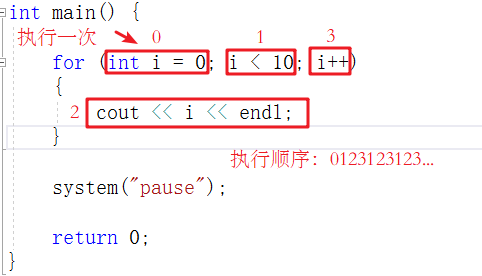 int main() {
执行一次 0 1 3
for (int i = 0; i < 10; i++)
{
2 cout << i << endl;
}
执行顺序：0123123123...
system("pause");
return 0;
}